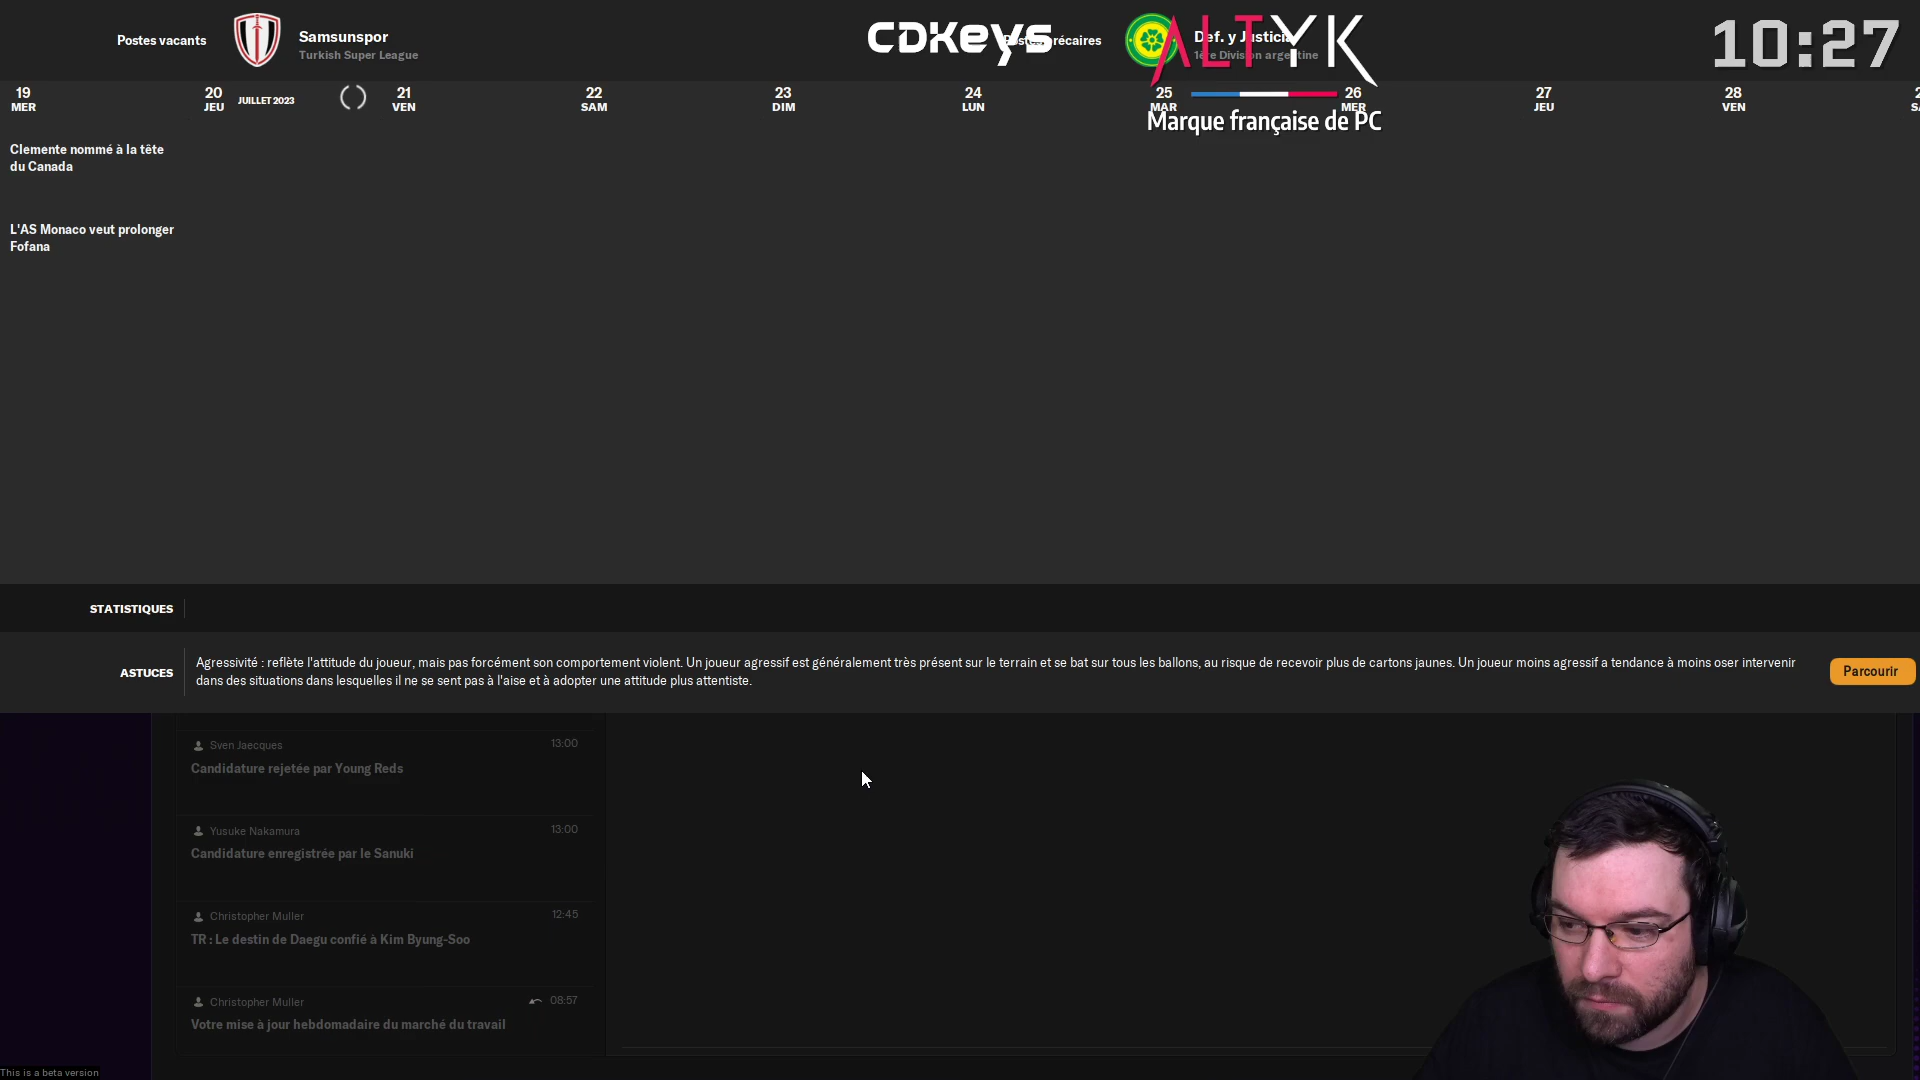 Postes vacants
Samsunspor
Turkish Super League
CDKeys
Postes précaires
Def. y Justicia
1ère Division argentine
ALTYK
Marque française de PC
10:27
19
MER
20
JEU
JUILLET 2023
21
VEN
22
SAM
23
DIM
24
LUN
25
MAR
26
MER
27
JEU
28
VEN
Clemente nommé à la tête
du Canada
L'AS Monaco veut prolonger
Fofana
STATISTIQUES
ASTUCES
Agressivité : reflète l'attitude du joueur, mais pas forcément son comportement violent. Un joueur agressif est généralement très présent sur le terrain et se bat sur tous les ballons, au risque de recevoir plus de cartons jaunes. Un joueur moins agressif a tendance à moins oser intervenir
dans des situations dans lesquelles il ne se sent pas à l'aise et à adopter une attitude plus attentiste.
Parcourir
Sven Jaecques
13:00
Candidature rejetée par Young Reds
Yusuke Nakamura
13:00
Candidature enregistrée par le Sanuki
Christopher Muller
12:45
TR : Le destin de Daegu confié à Kim Byung-Soo
Christopher Muller
08:57
Votre mise à jour hebdomadaire du marché du travail
This is a beta version